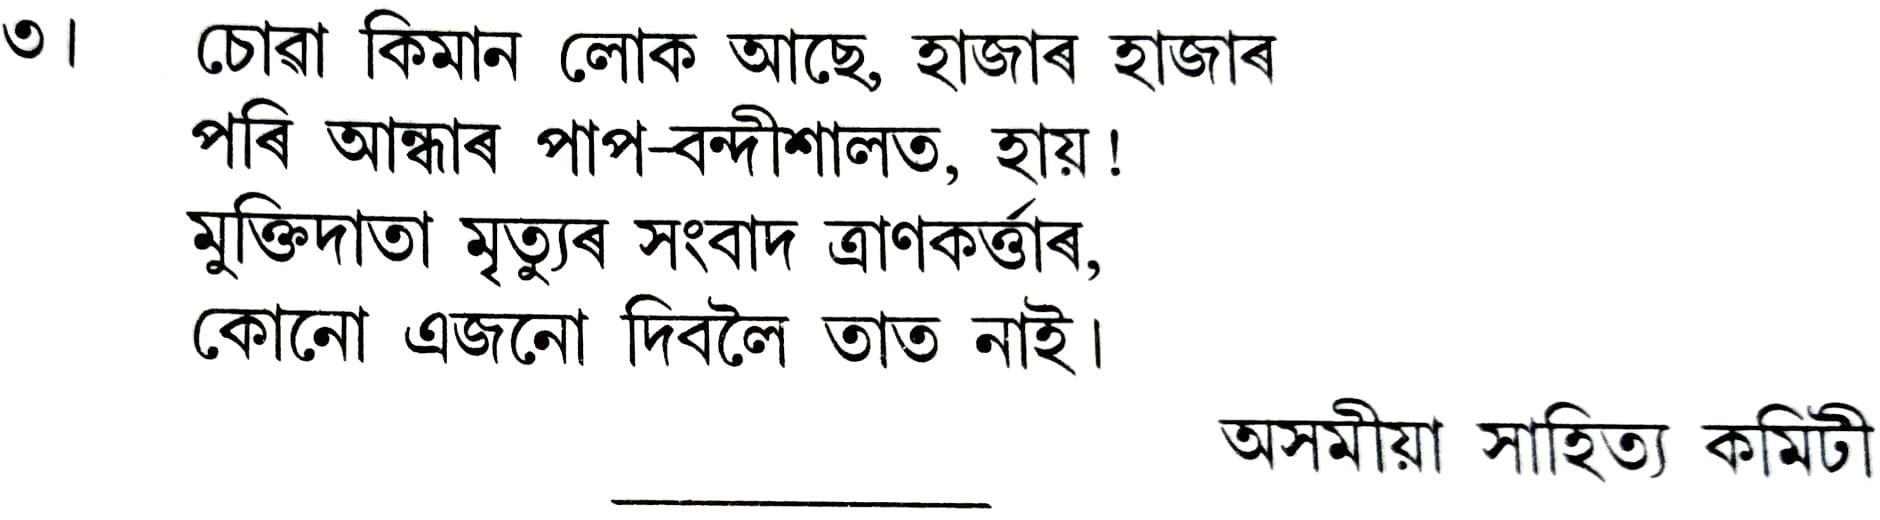 ৩। চোৱা কিমান লোক আছে, হাজাৰ হাজাৰ
পৰি আন্ধাৰ পাপ-বন্দীশালত, হায়!
মুক্তিদাতা মৃত্যুৰ সংবাদ ত্ৰাণকৰ্ত্তাৰ,
কোনো এজনো দিবলৈ তাত নাই।
অসমীয়া সাহিত্য কমিটী